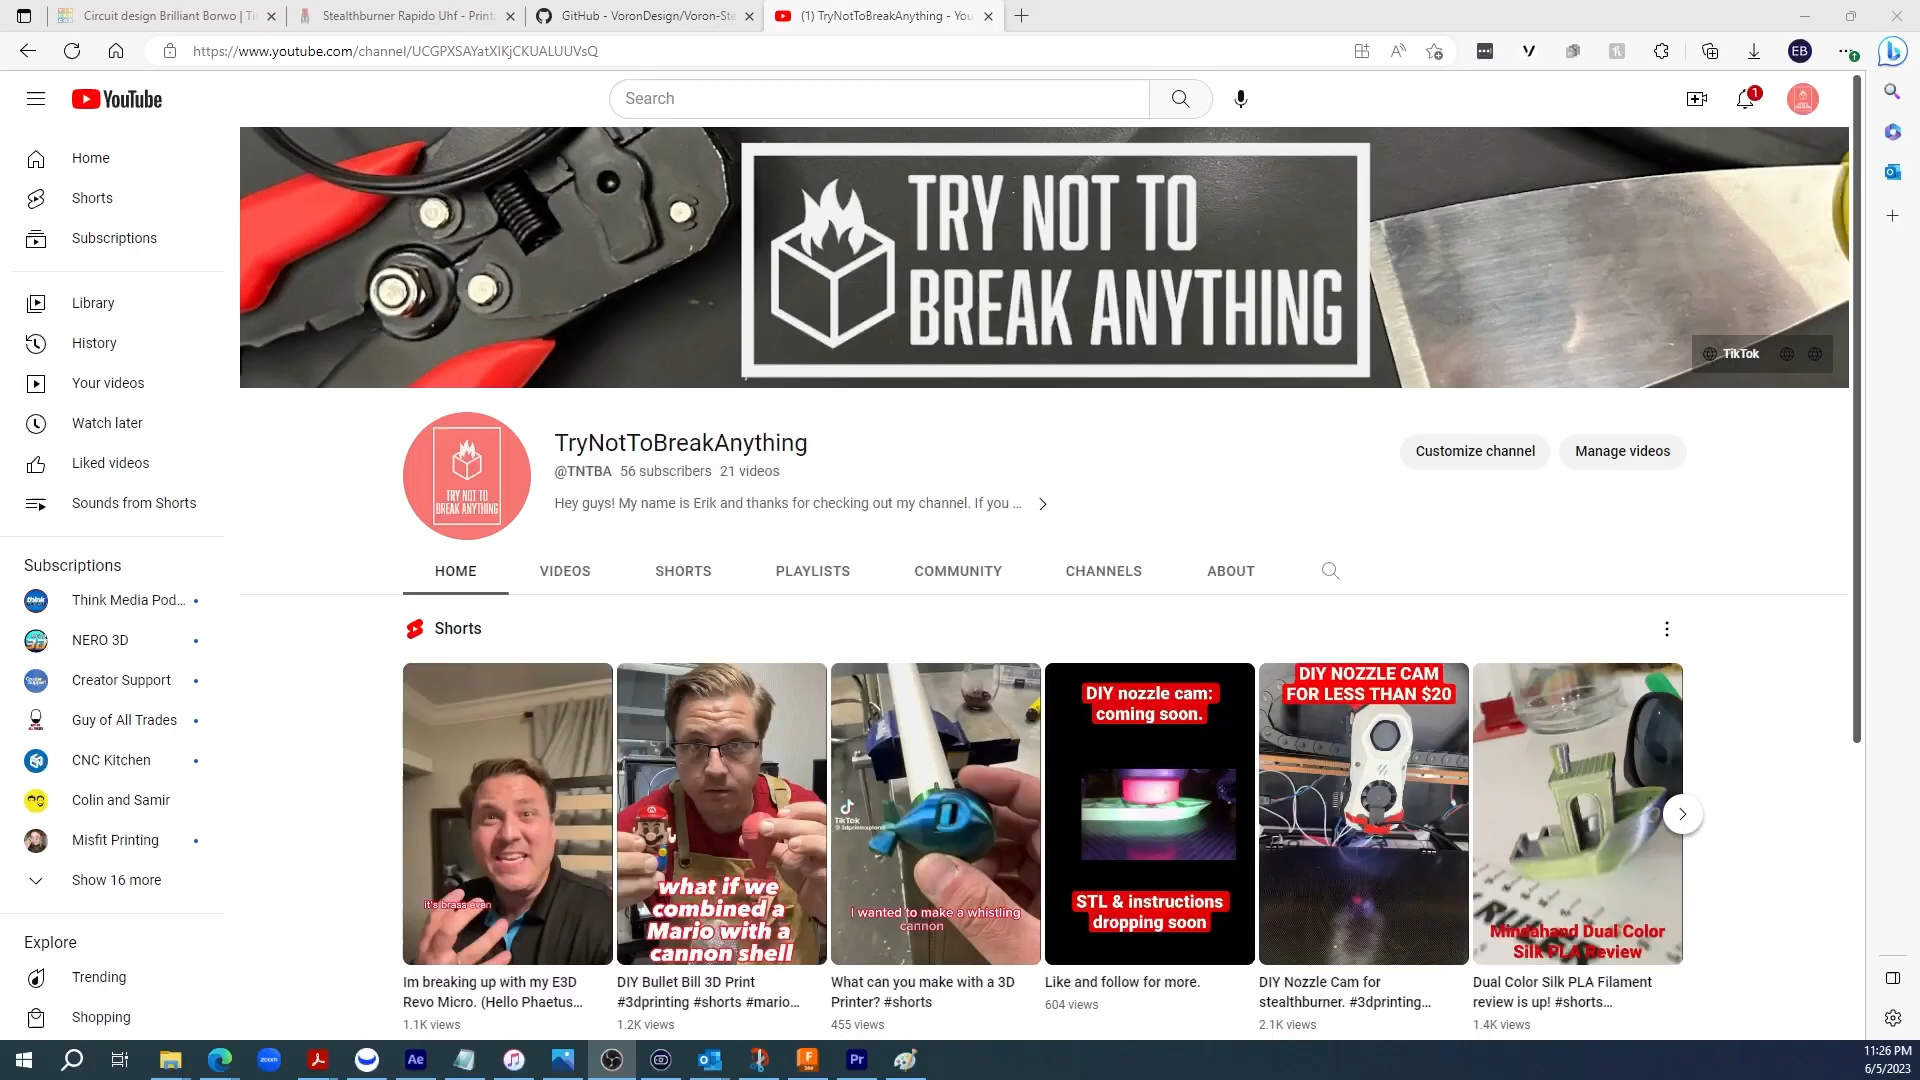 Circuit design Brilliant Borwo | Ti
Stealthburner Rapido Uhf - Print
GitHub - VoronDesign/Voron-Ste
(1) TryNotToBreakAnything - You
https://www.youtube.com/channel/UCGPXSAYatXIKjCKUALUUVsQ
EB
YouTube
Search
1
Home
Shorts
Subscriptions
Library
History
Your videos
Watch later
Liked videos
Sounds from Shorts
Subscriptions
Think Media Pod...
NERO 3D
Creator Support
Guy of All Trades
CNC Kitchen
Colin and Samir
Misfit Printing
Show 16 more
Explore
Trending
Shopping
TRY NOT TO
BREAK ANYTHING
TikTok
TRY NOT TO
BREAK ANYTHING
TryNotToBreakAnything
@TNTBA 56 subscribers 21 videos
Hey guys! My name is Erik and thanks for checking out my channel. If you ...
Customize channel
Manage videos
HOME
VIDEOS
SHORTS
PLAYLISTS
COMMUNITY
CHANNELS
ABOUT
Shorts
it's brass even
what if we
combined a
Mario with a
cannon shell
TikTok
I wanted to make a whistling
cannon
DIY nozzle cam:
coming soon.
STL & instructions
dropping soon
DIY NOZZLE CAM
FOR LESS THAN $20
Mindahand Dual Color
Silk PLA Review
Im breaking up with my E3D
Revo Micro. (Hello Phaetus...
1.1K views
DIY Bullet Bill 3D Print
#3dprinting #shorts #mario...
1.2K views
What can you make with a 3D
Printer? #shorts
455 views
Like and follow for more.
604 views
DIY Nozzle Cam for
stealthburner. #3dprinting...
2.1K views
Dual Color Silk PLA Filament
review is up! #shorts...
1.4K views
zoom
Ae
Pr
11:26 PM
6/5/2023